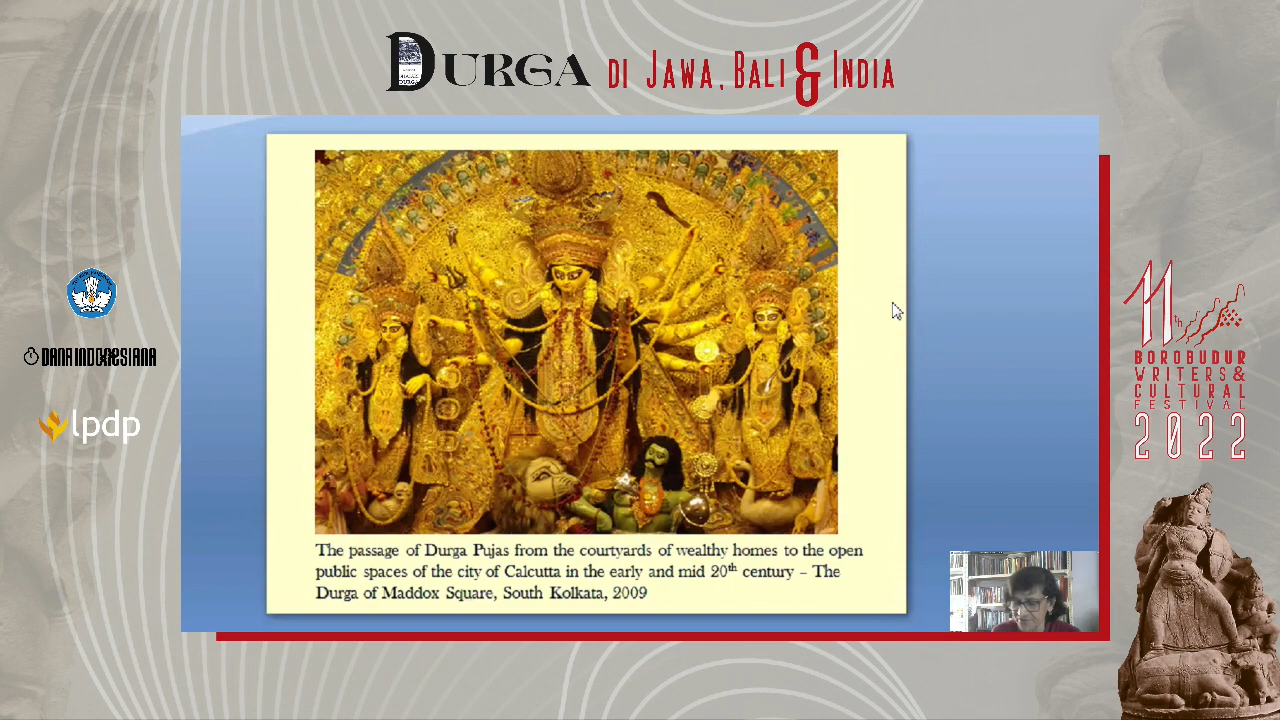 DURGA DI JAWA, BALI & INDIA
The passage of Durga Pujas from the courtyards of wealthy homes to the open
public spaces of the city of Calcutta in the early and mid 20th century – The
Durga of Maddox Square, South Kolkata, 2009
DANA INDONESIANA
lpdp
11th
BOROBUDUR
WRITERS &
CULTURAL
FESTIVAL
2022